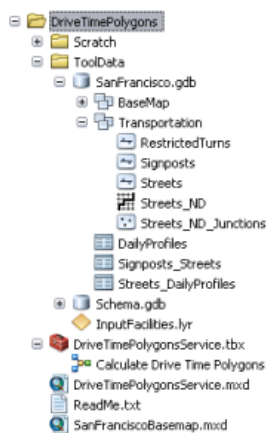 DriveTimePolygons
Scratch
ToolData
SanFrancisco.gdb
BaseMap
Transportation
RestrictedTurns
Signposts
Streets
Streets_ND
Streets_ND_Junctions
DailyProfiles
Signposts_Streets
Streets_DailyProfiles
Schema.gdb
InputFacilities.lyr
DriveTimePolygonsService.tbx
Calculate Drive Time Polygons
DriveTimePolygonsService.mxd
ReadMe.txt
SanFranciscoBasemap.mxd